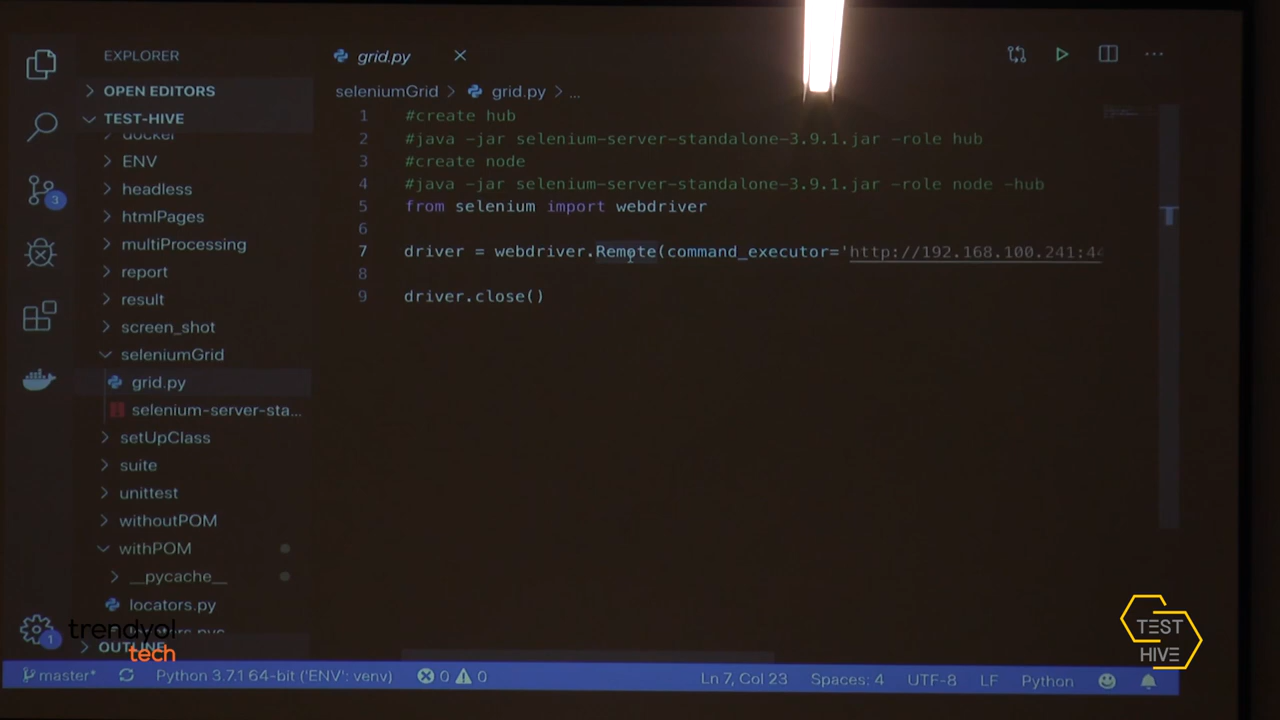 EXPLORER
OPEN EDITORS
TEST-HIVE
docker
ENV
headless
htmlPages
multiProcessing
report
result
screen_shot
seleniumGrid
grid.py
selenium-server-sta...
setUpClass
suite
unittest
withoutPOM
withPOM
__pycache__
locators.py
OUTLINE
grid.py
seleniumGrid > grid.py > ...
1 #create hub
2 #java -jar selenium-server-standalone-3.9.1.jar -role hub
3 #create node
4 #java -jar selenium-server-standalone-3.9.1.jar -role node -hub
5 from selenium import webdriver
6
7 driver = webdriver.Remote(command_executor='http://192.168.100.241:44
8
9 driver.close()
3
1
trendyol
tech
TEST
HIVE
master* Python 3.7.1 64-bit ('ENV': venv) 0 0 Ln 7, Col 23 Spaces: 4 UTF-8 LF Python